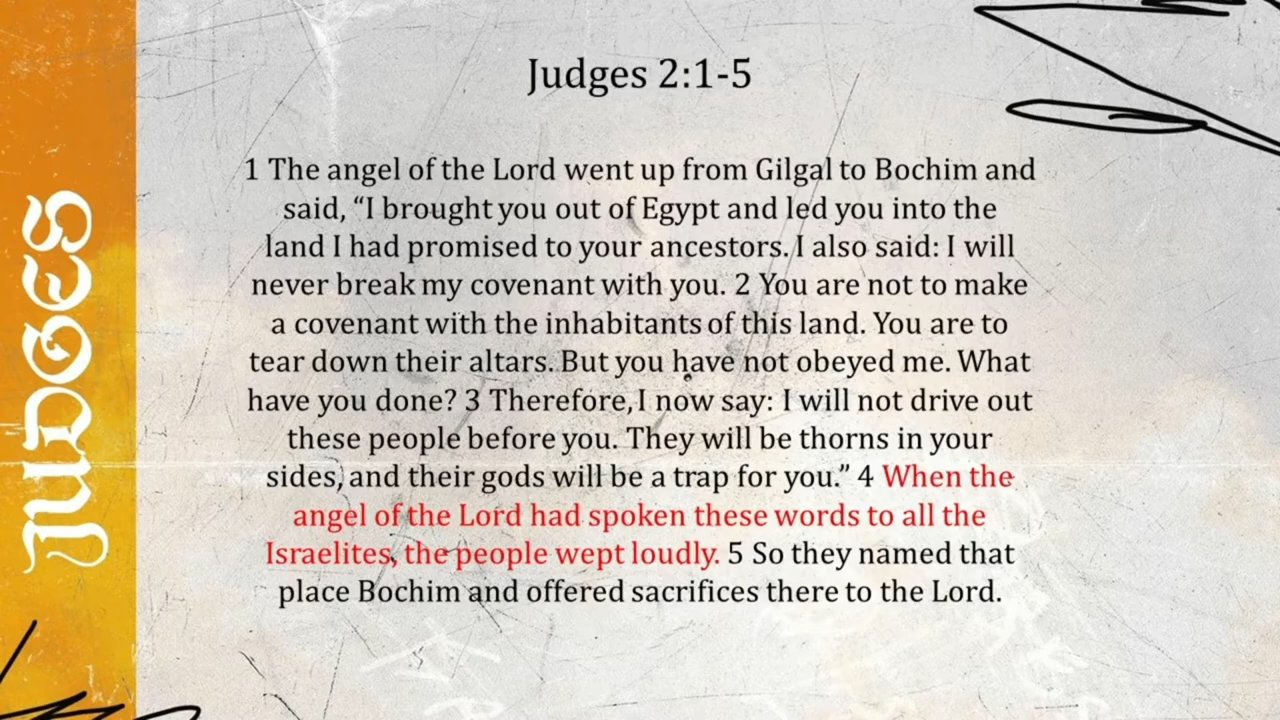 JUDGES
Judges 2:1-5
1 The angel of the Lord went up from Gilgal to Bochim and
said, “I brought you out of Egypt and led you into the
land I had promised to your ancestors. I also said: I will
never break my covenant with you. 2 You are not to make
a covenant with the inhabitants of this land. You are to
tear down their altars. But you have not obeyed me. What
have you done? 3 Therefore, I now say: I will not drive out
these people before you. They will be thorns in your
sides, and their gods will be a trap for you.” 4 When the
angel of the Lord had spoken these words to all the
Israelites, the people wept loudly. 5 So they named that
place Bochim and offered sacrifices there to the Lord.